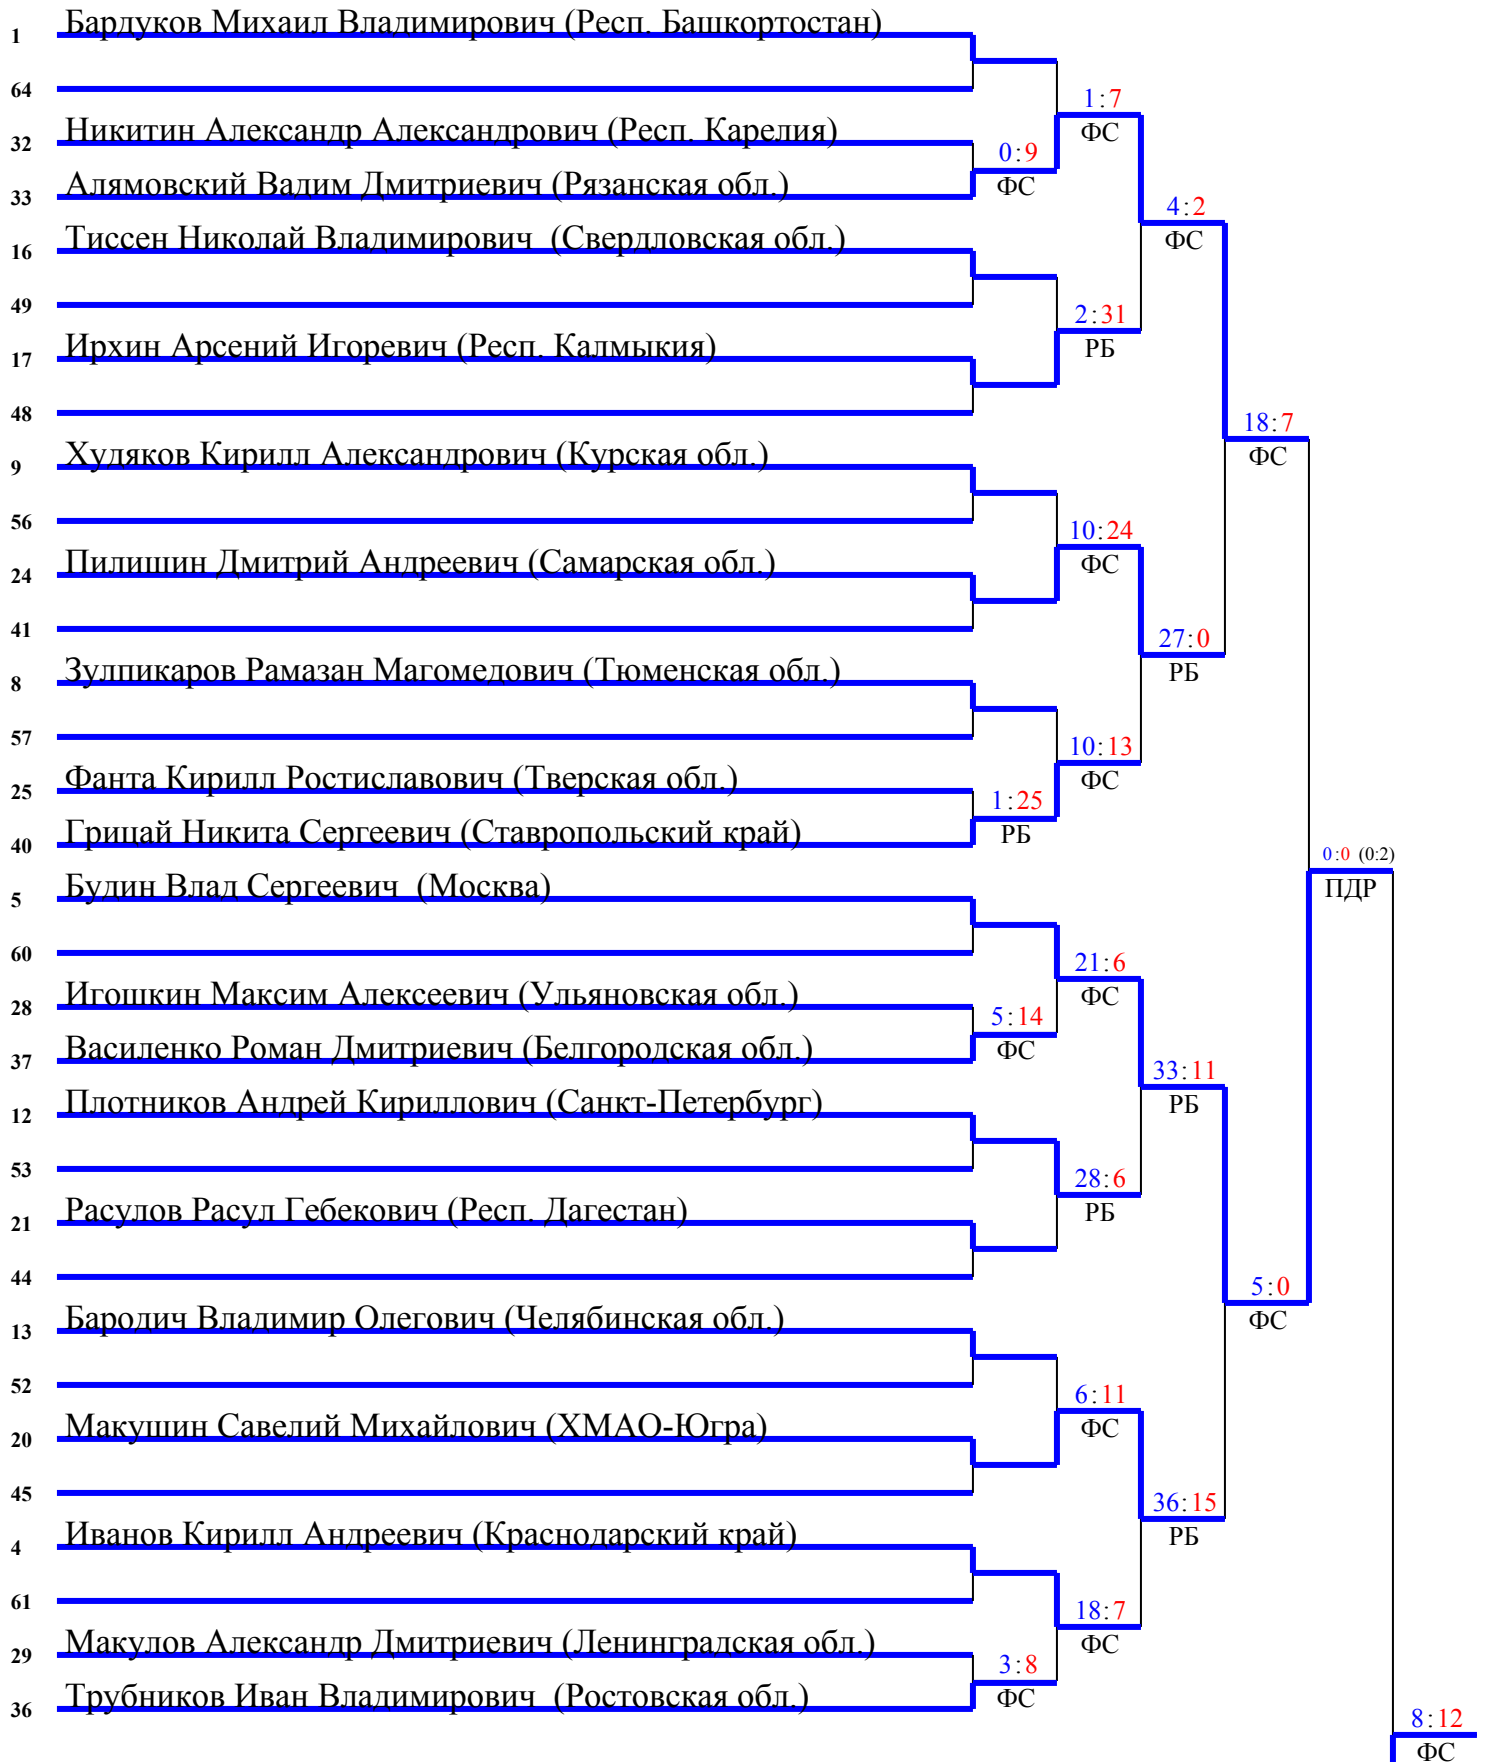 1 Бардуков Михаил Владимирович (Респ. Башкортостан)
64
1:7
ФС
32 Никитин Александр Александрович (Респ. Карелия)
0:9
ФС
33 Алямовский Вадим Дмитриевич (Рязанская обл.)
4:2
ФС
16 Тиссен Николай Владимирович (Свердловская обл.)
49
2:31
РБ
17 Ирхин Арсений Игоревич (Респ. Калмыкия)
48
18:7
ФС
9 Худяков Кирилл Александрович (Курская обл.)
56
10:24
ФС
24 Пилишин Дмитрий Андреевич (Самарская обл.)
41
27:0
РБ
8 Зулпикаров Рамазан Магомедович (Тюменская обл.)
57
10:13
ФС
25 Фанта Кирилл Ростиславович (Тверская обл.)
1:25
РБ
40 Грицай Никита Сергеевич (Ставропольский край)
0:0 (0:2)
ПДР
5 Будин Влад Сергеевич (Москва)
60
21:6
ФС
28 Игошкин Максим Алексеевич (Ульяновская обл.)
5:14
ФС
37 Василенко Роман Дмитриевич (Белгородская обл.)
33:11
РБ
12 Плотников Андрей Кириллович (Санкт-Петербург)
53
28:6
РБ
21 Расулов Расул Гебекович (Респ. Дагестан)
44
5:0
ФС
13 Бародич Владимир Олегович (Челябинская обл.)
52
6:11
ФС
20 Макушин Савелий Михайлович (ХМАО-Югра)
45
36:15
РБ
4 Иванов Кирилл Андреевич (Краснодарский край)
61
18:7
ФС
29 Макулов Александр Дмитриевич (Ленинградская обл.)
3:8
ФС
36 Трубников Иван Владимирович (Ростовская обл.)
8:12
ФС